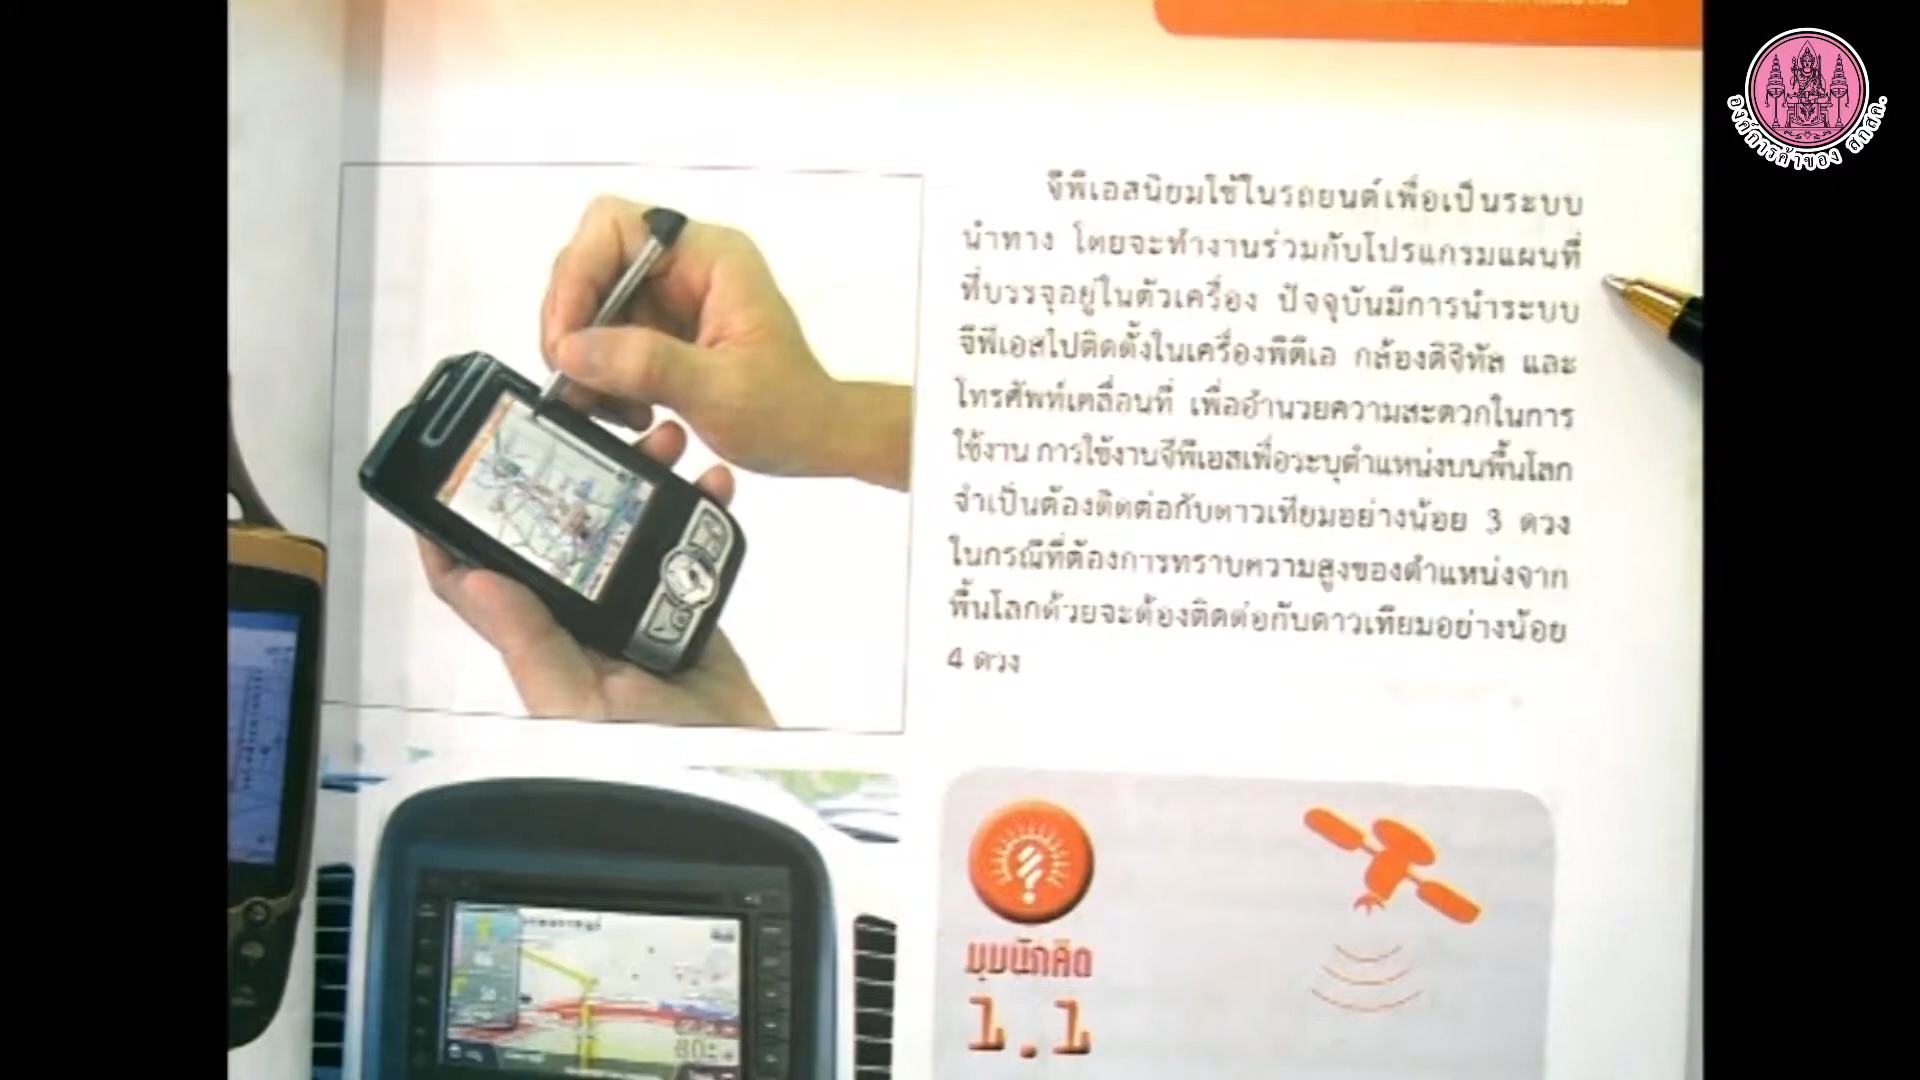 องค์การค้าของ สกสค.
จีพีเอสนิยมใช้ในรถยนต์เพื่อเป็นระบบ
นำทาง โดยจะทำงานร่วมกับโปรแกรมแผนที่
ที่บรรจุอยู่ในตัวเครื่อง ปัจจุบันมีการนำระบบ
จีพีเอสไปติดตั้งในเครื่องพีดีเอ กล้องดิจิทัล และ
โทรศัพท์เคลื่อนที่ เพื่ออำนวยความสะดวกในการ
ใช้งาน การใช้งานจีพีเอสเพื่อระบุตำแหน่งบนพื้นโลก
จำเป็นต้องติดต่อกับดาวเทียมอย่างน้อย 3 ดวง
ในกรณีที่ต้องการทราบความสูงของตำแหน่งจาก
พื้นโลกด้วยจะต้องติดต่อกับดาวเทียมอย่างน้อย
4 ดวง
มุมนักคิด
1.1